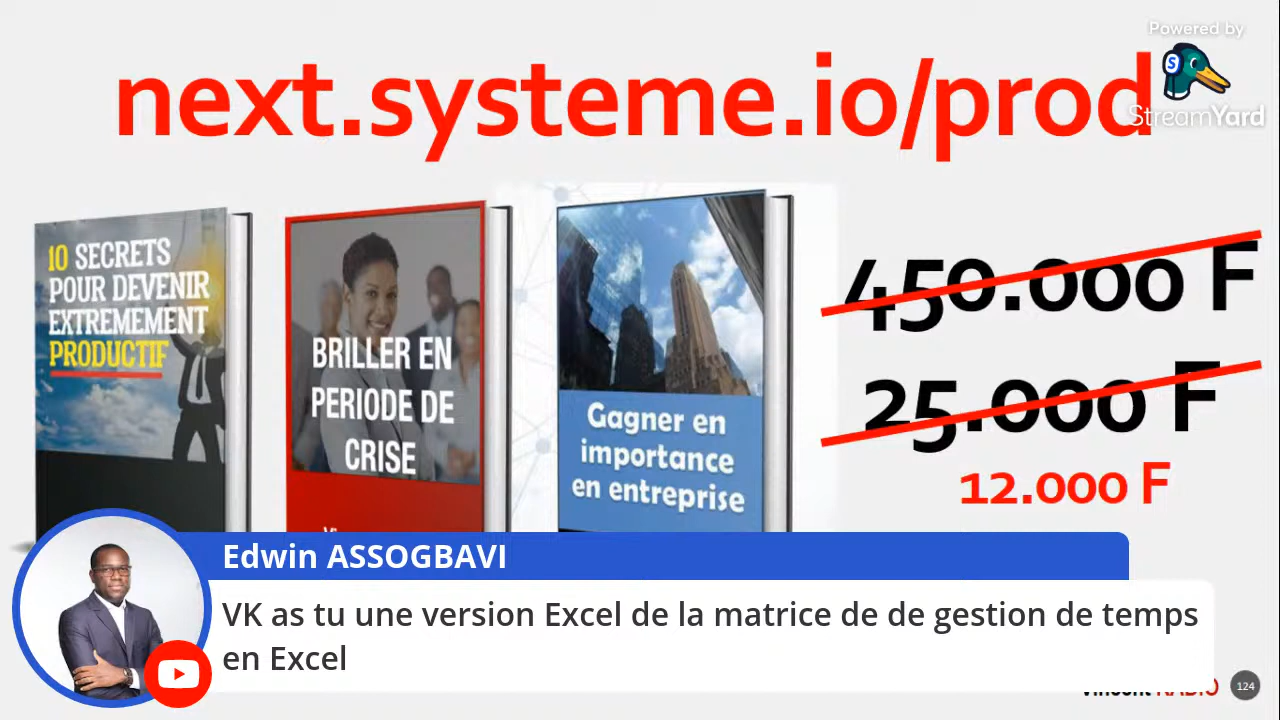 Powered by
StreamYard
next.systeme.io/prod
10 SECRETS
POUR DEVENIR
EXTREMEMENT
PRODUCTIF
BRILLER EN
PERIODE DE
CRISE
Gagner en
importance
en entreprise
450.000 F
25.000 F
12.000 F
Edwin ASSOGBAVI
VK as tu une version Excel de la matrice de de gestion de temps
en Excel
124